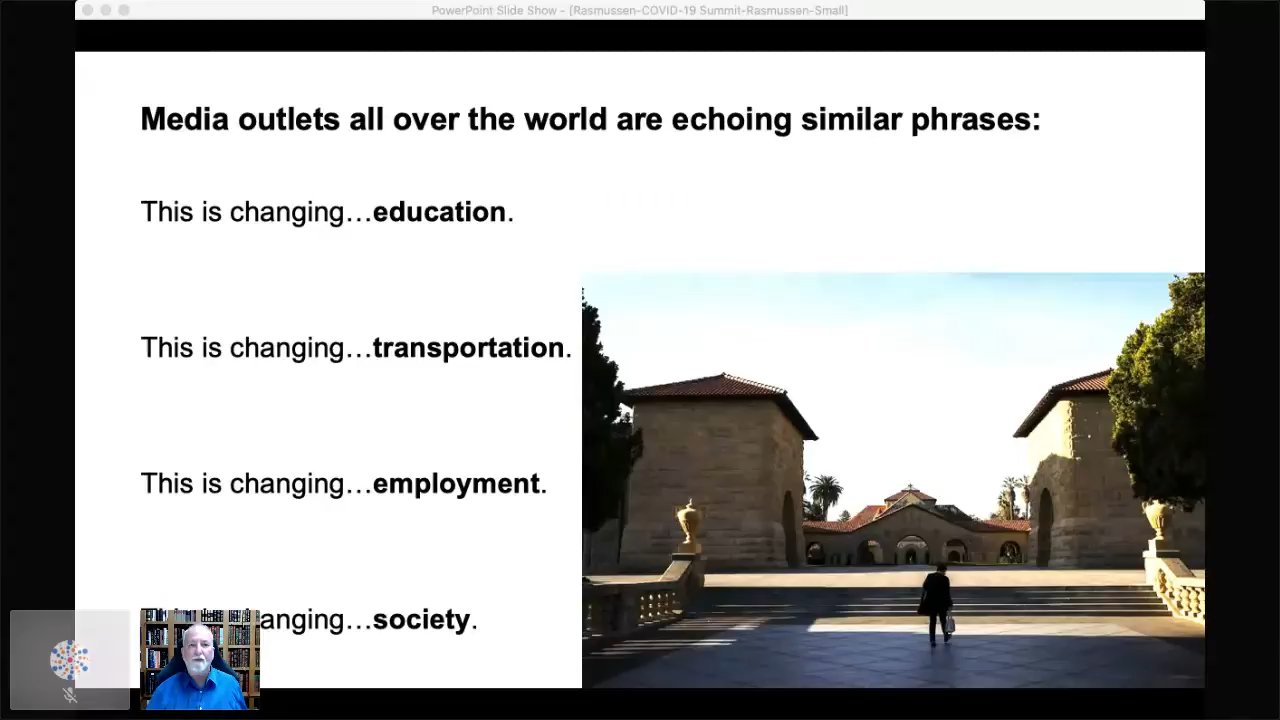 PowerPoint Slide Show - [Rasmussen-COVID-19 Summit-Rasmussen-Small]
Media outlets all over the world are echoing similar phrases:
This is changing…education.
This is changing…transportation.
This is changing…employment.
anging…society.